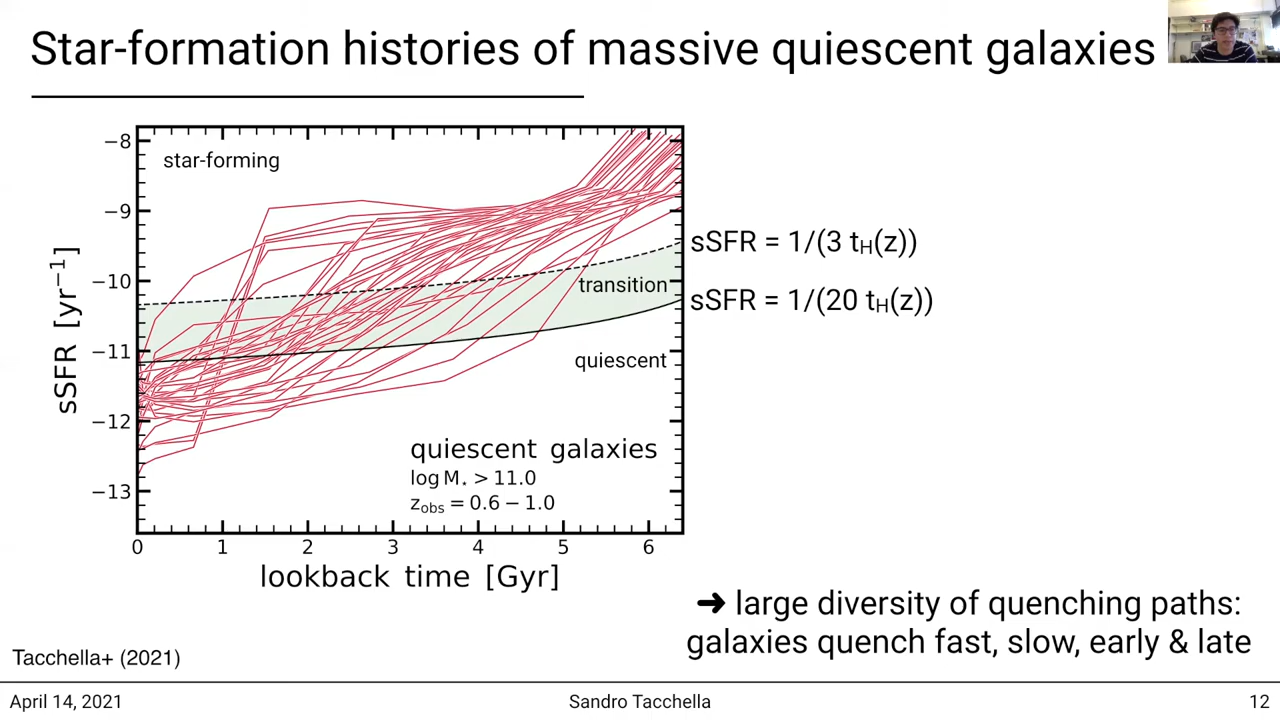 Star-formation histories of massive quiescent galaxies
−8
−9
−10
−11
−12
−13
sSFR [yr⁻¹]
star-forming
transition
quiescent
sSFR = 1/(3 t_H(z))
sSFR = 1/(20 t_H(z))
quiescent galaxies
log M⋆ > 11.0
z_obs = 0.6 − 1.0
0 1 2 3 4 5 6
lookback time [Gyr]
➜ large diversity of quenching paths:
galaxies quench fast, slow, early & late
Tacchella+ (2021)
April 14, 2021
Sandro Tacchella
12